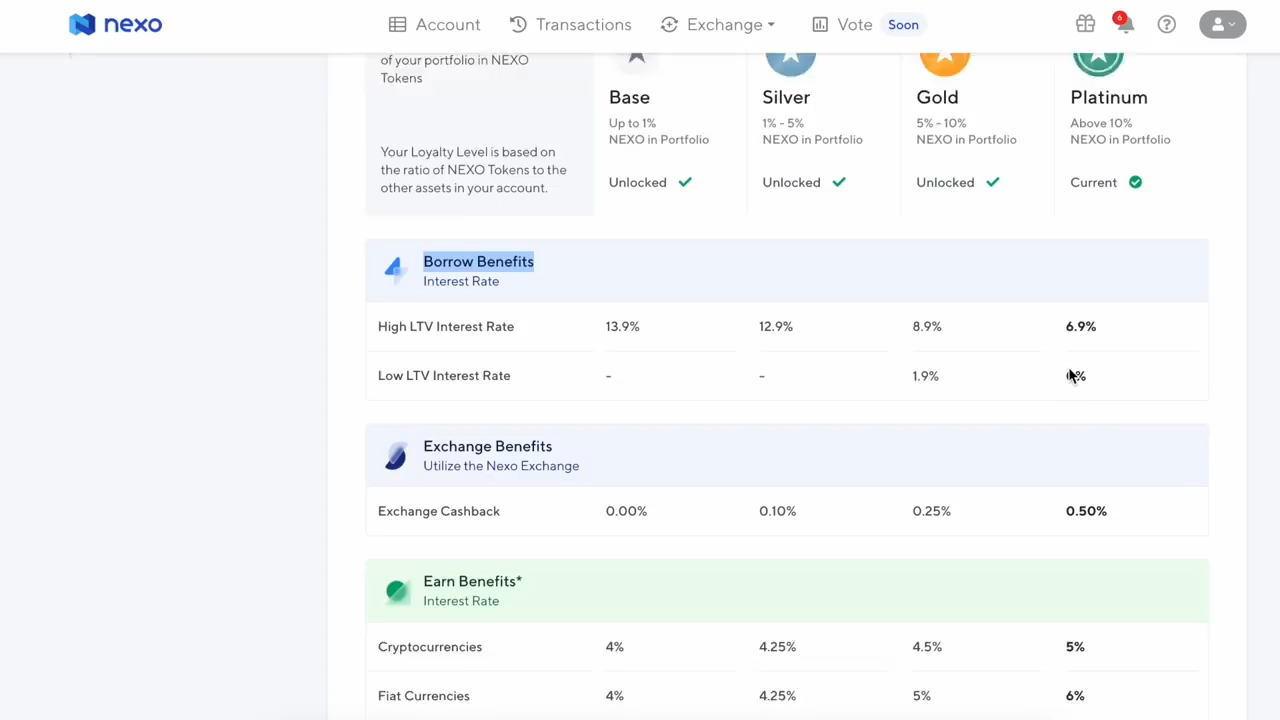 nexo
Account
Transactions
Exchange
Vote
Soon
6
of your portfolio in NEXO
Tokens
Your Loyalty Level is based on
the ratio of NEXO Tokens to the
other assets in your account.
Base
Up to 1%
NEXO in Portfolio
Unlocked
Silver
1% - 5%
NEXO in Portfolio
Unlocked
Gold
5% - 10%
NEXO in Portfolio
Unlocked
Platinum
Above 10%
NEXO in Portfolio
Current
Borrow Benefits
Interest Rate
High LTV Interest Rate 13.9% 12.9% 8.9% 6.9%
Low LTV Interest Rate - - 1.9%
Exchange Benefits
Utilize the Nexo Exchange
Exchange Cashback 0.00% 0.10% 0.25% 0.50%
Earn Benefits*
Interest Rate
Cryptocurrencies 4% 4.25% 4.5% 5%
Fiat Currencies 4% 4.25% 5% 6%